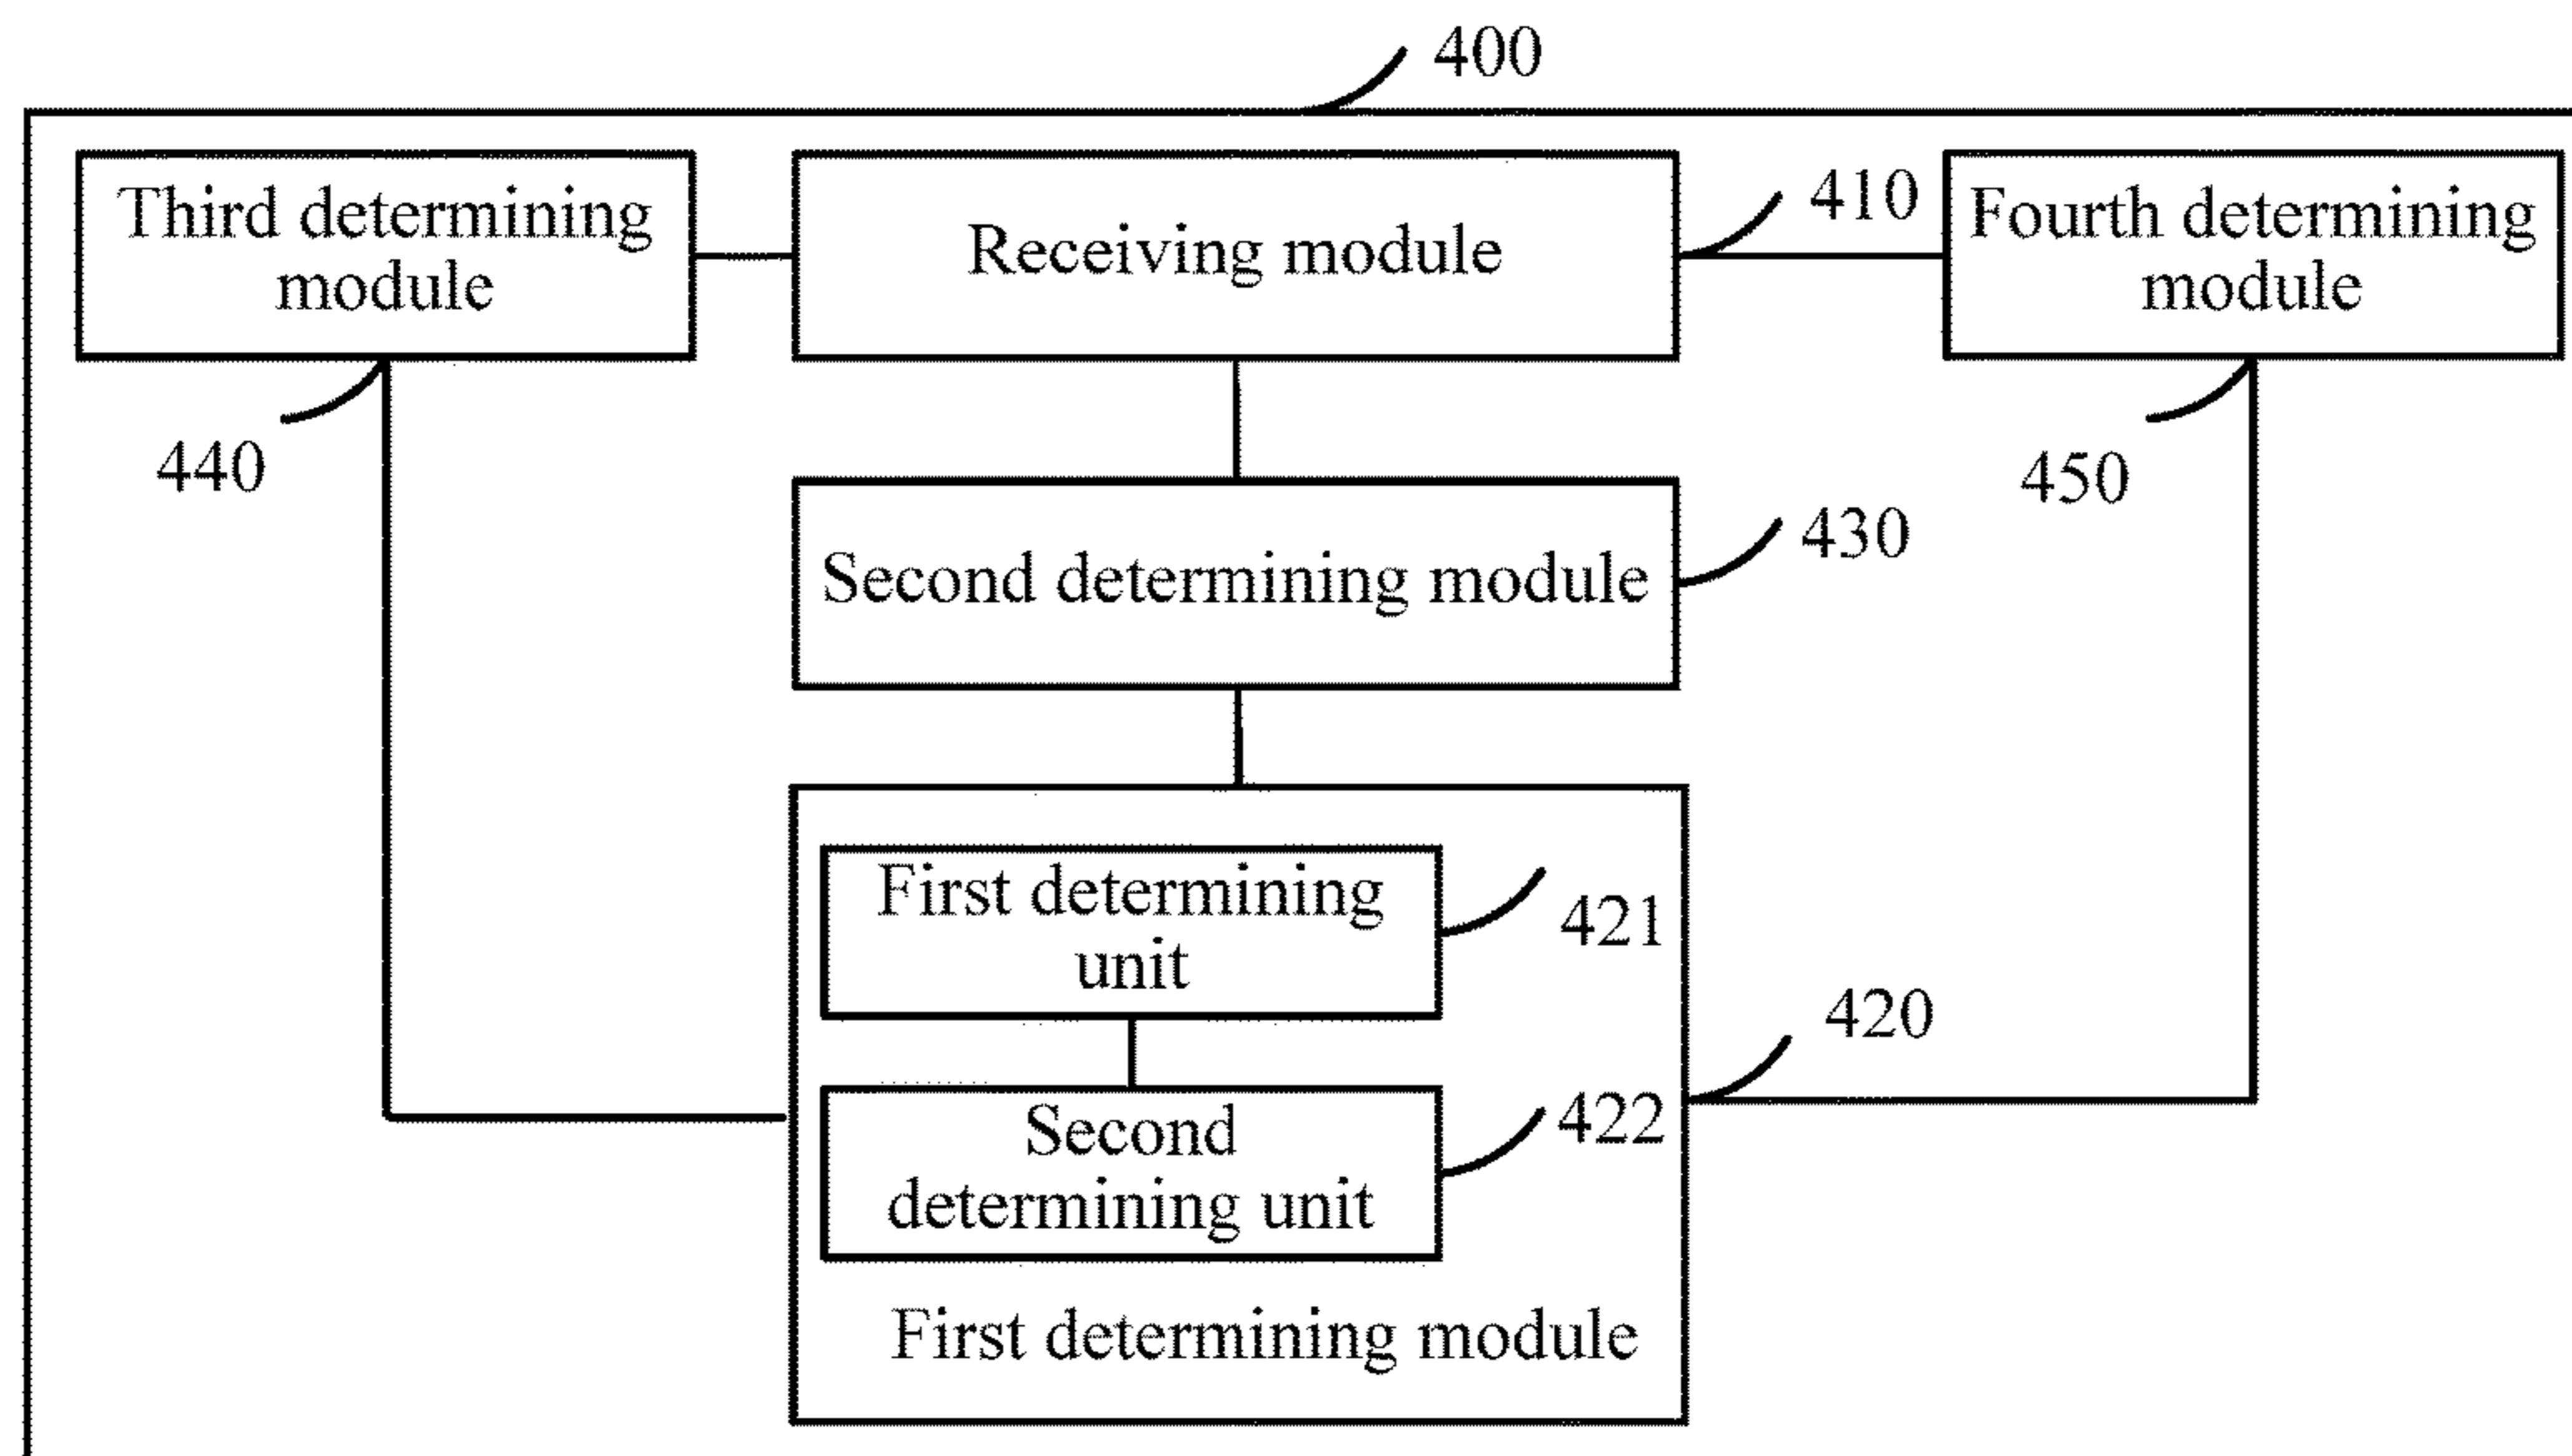 400
Third determining
module
Receiving module
410
Fourth determining
module
440
450
Second determining module
430
First determining
unit
421
420
Second
determining unit
422
First determining module